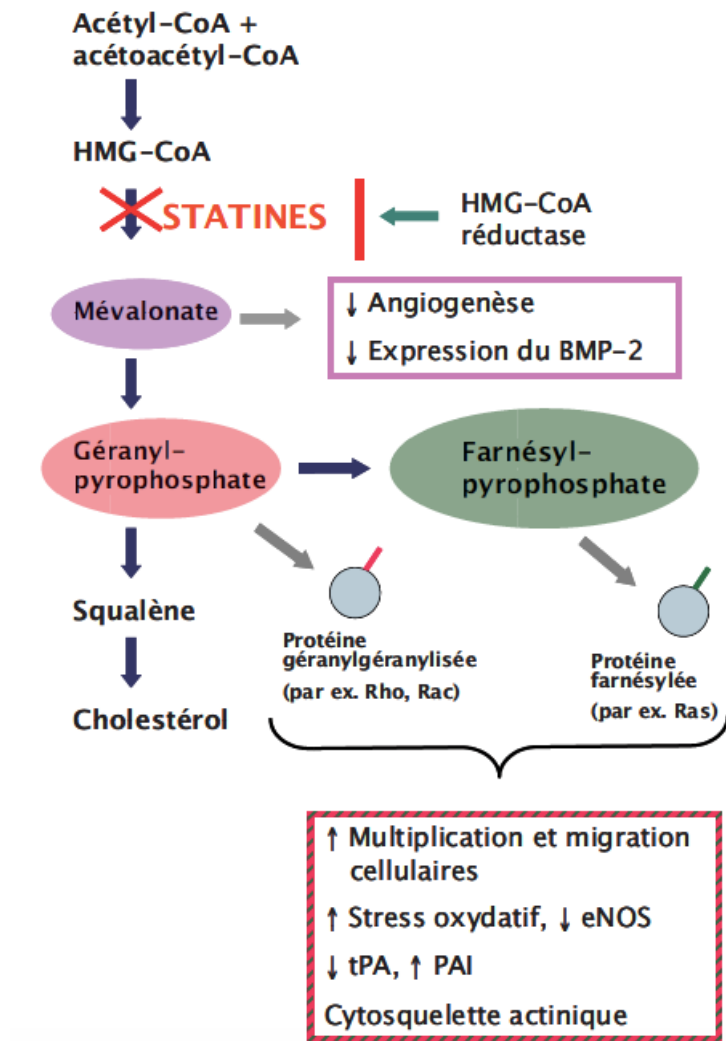 Acétyl-CoA +
acétoacétyl-CoA
HMG-CoA
STATINES
HMG-CoA
réductase
Mévalonate
↓ Angiogenèse
↓ Expression du BMP-2
Géranyl-
pyrophosphate
Farnésyl-
pyrophosphate
Squalène
Protéine
géranylgéranylisée
(par ex. Rho, Rac)
Protéine
farnésylée
(par ex. Ras)
Cholestérol
↑ Multiplication et migration
cellulaires
↑ Stress oxydatif, ↓ eNOS
↓ tPA, ↑ PAI
Cytosquelette actinique